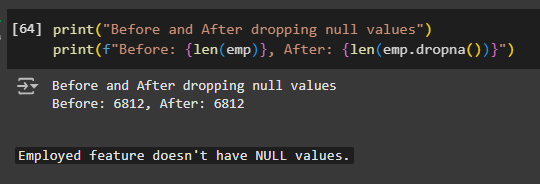 [64] print("Before and After dropping null values")
print(f"Before: {len(emp)}, After: {len(emp.dropna())}")
Before and After dropping null values
Before: 6812, After: 6812
Employed feature doesn't have NULL values.